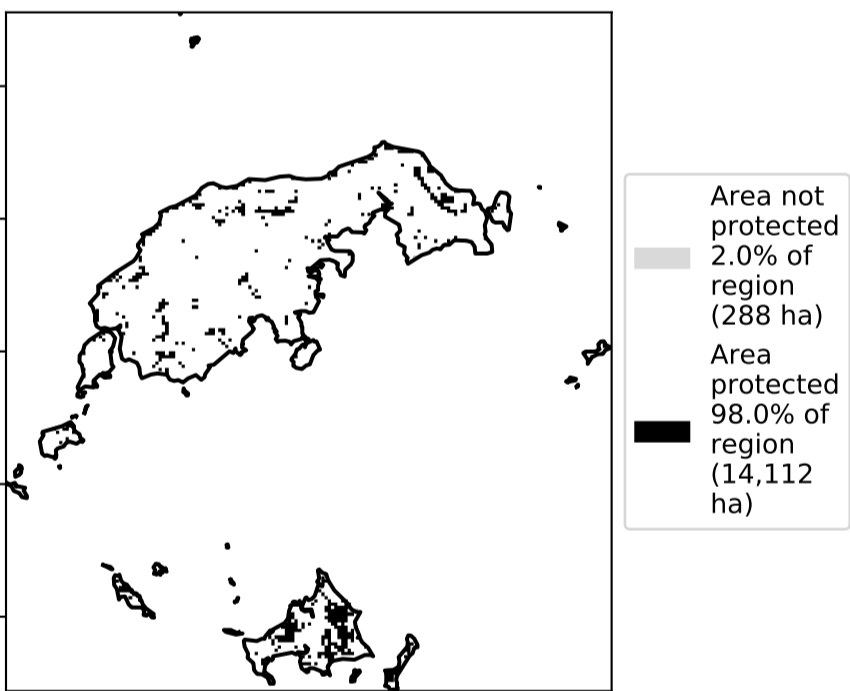 Area not
protected
2.0% of
region
(288 ha)
Area
protected
98.0% of
region
(14,112
ha)